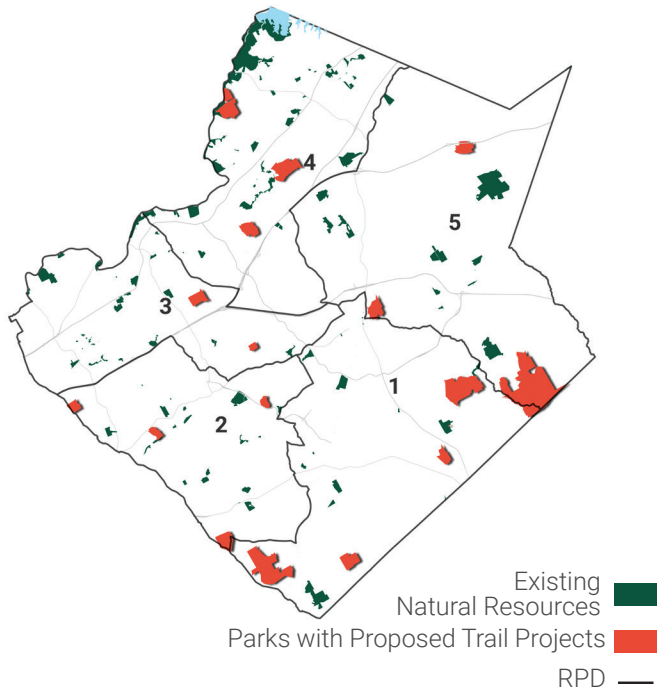 4
5
3
1
2
Existing
Natural Resources
Parks with Proposed Trail Projects
RPD